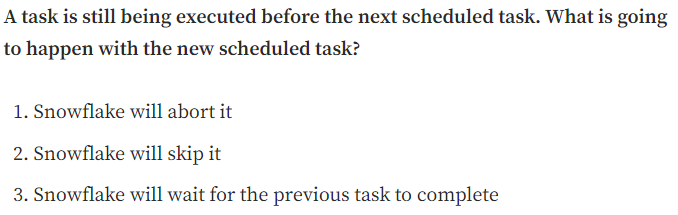 A task is still being executed before the next scheduled task. What is going
to happen with the new scheduled task?
1. Snowflake will abort it
2. Snowflake will skip it
3. Snowflake will wait for the previous task to complete